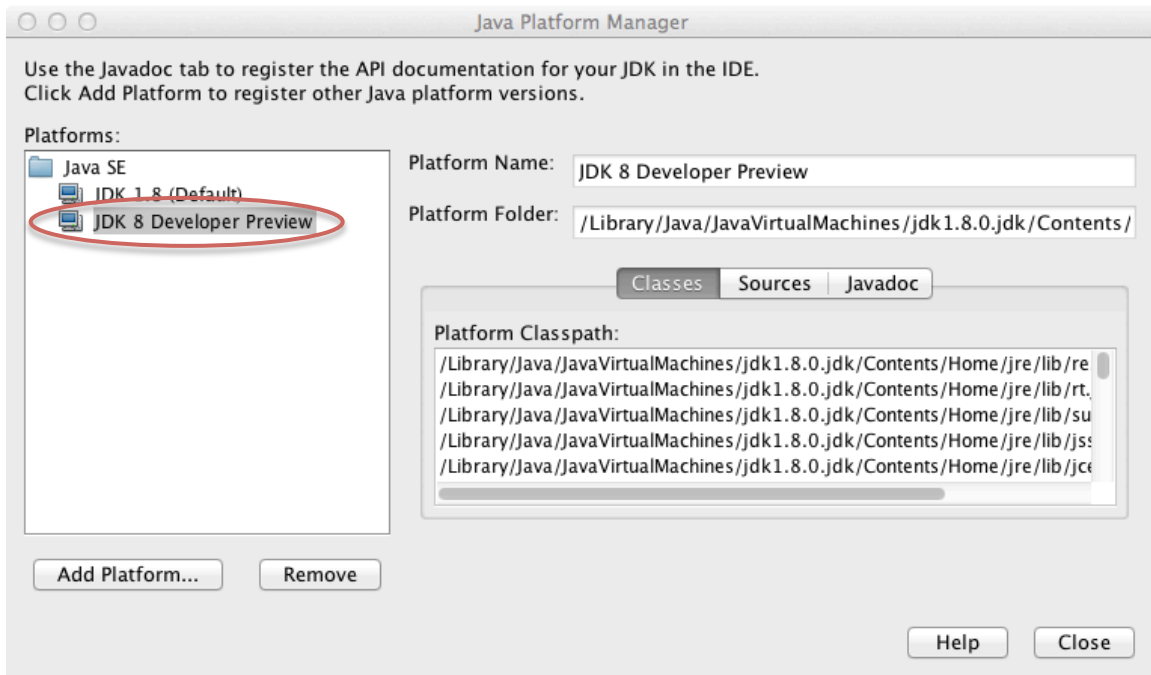 Java Platform Manager
Use the Javadoc tab to register the API documentation for your JDK in the IDE.
Click Add Platform to register other Java platform versions.
Platforms:
Java SE
JDK 1.8 (Default)
JDK 8 Developer Preview
Platform Name: JDK 8 Developer Preview
Platform Folder: /Library/Java/JavaVirtualMachines/jdk1.8.0.jdk/Contents/
Classes Sources Javadoc
Platform Classpath:
/Library/Java/JavaVirtualMachines/jdk1.8.0.jdk/Contents/Home/jre/lib/re
/Library/Java/JavaVirtualMachines/jdk1.8.0.jdk/Contents/Home/jre/lib/rt.
/Library/Java/JavaVirtualMachines/jdk1.8.0.jdk/Contents/Home/jre/lib/su
/Library/Java/JavaVirtualMachines/jdk1.8.0.jdk/Contents/Home/jre/lib/jss
/Library/Java/JavaVirtualMachines/jdk1.8.0.jdk/Contents/Home/jre/lib/jce
Add Platform... Remove
Help Close